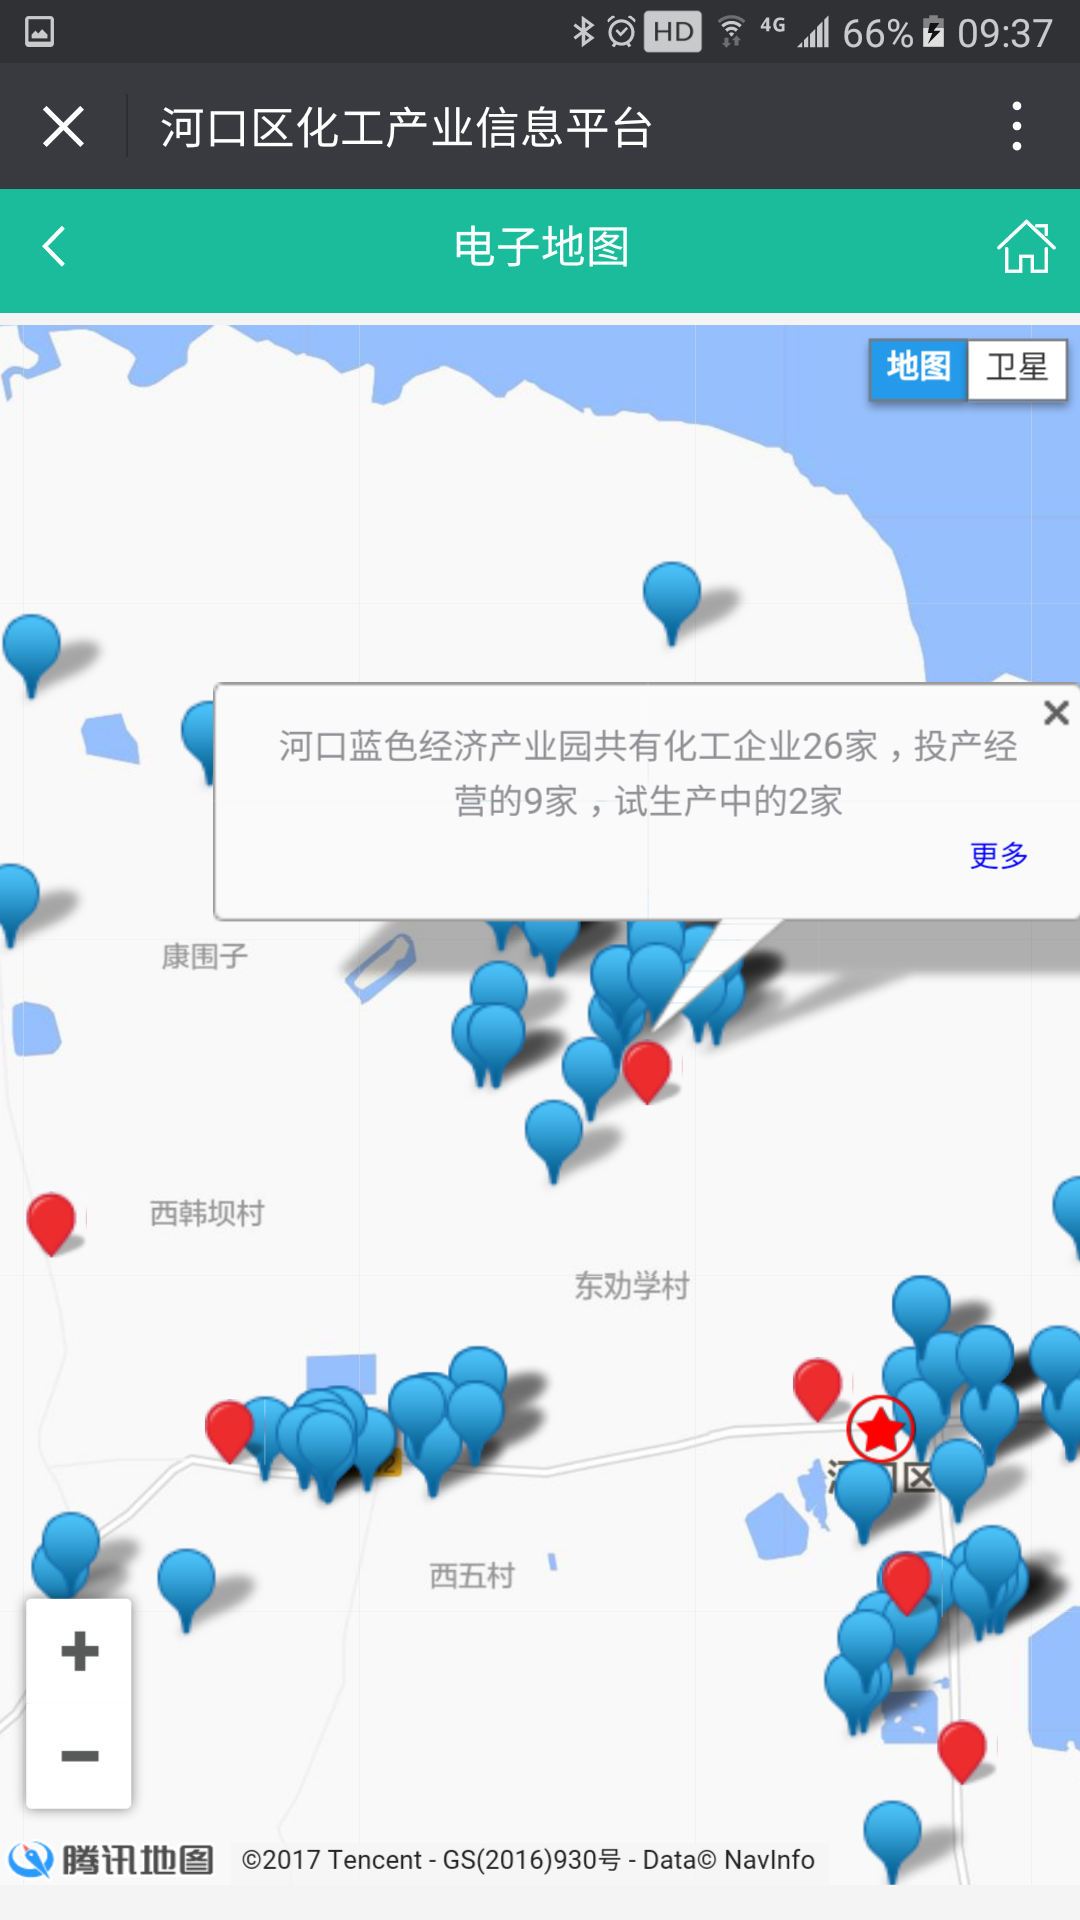 HD 4G 66% 09:37
河口区化工产业信息平台
电子地图
地图 卫星
河口蓝色经济产业园共有化工企业26家，投产经
营的9家，试生产中的2家
更多
康围子
西韩坝村
东劝学村
河口区
西五村
腾讯地图 ©2017 Tencent - GS(2016)930号 - Data© NavInfo